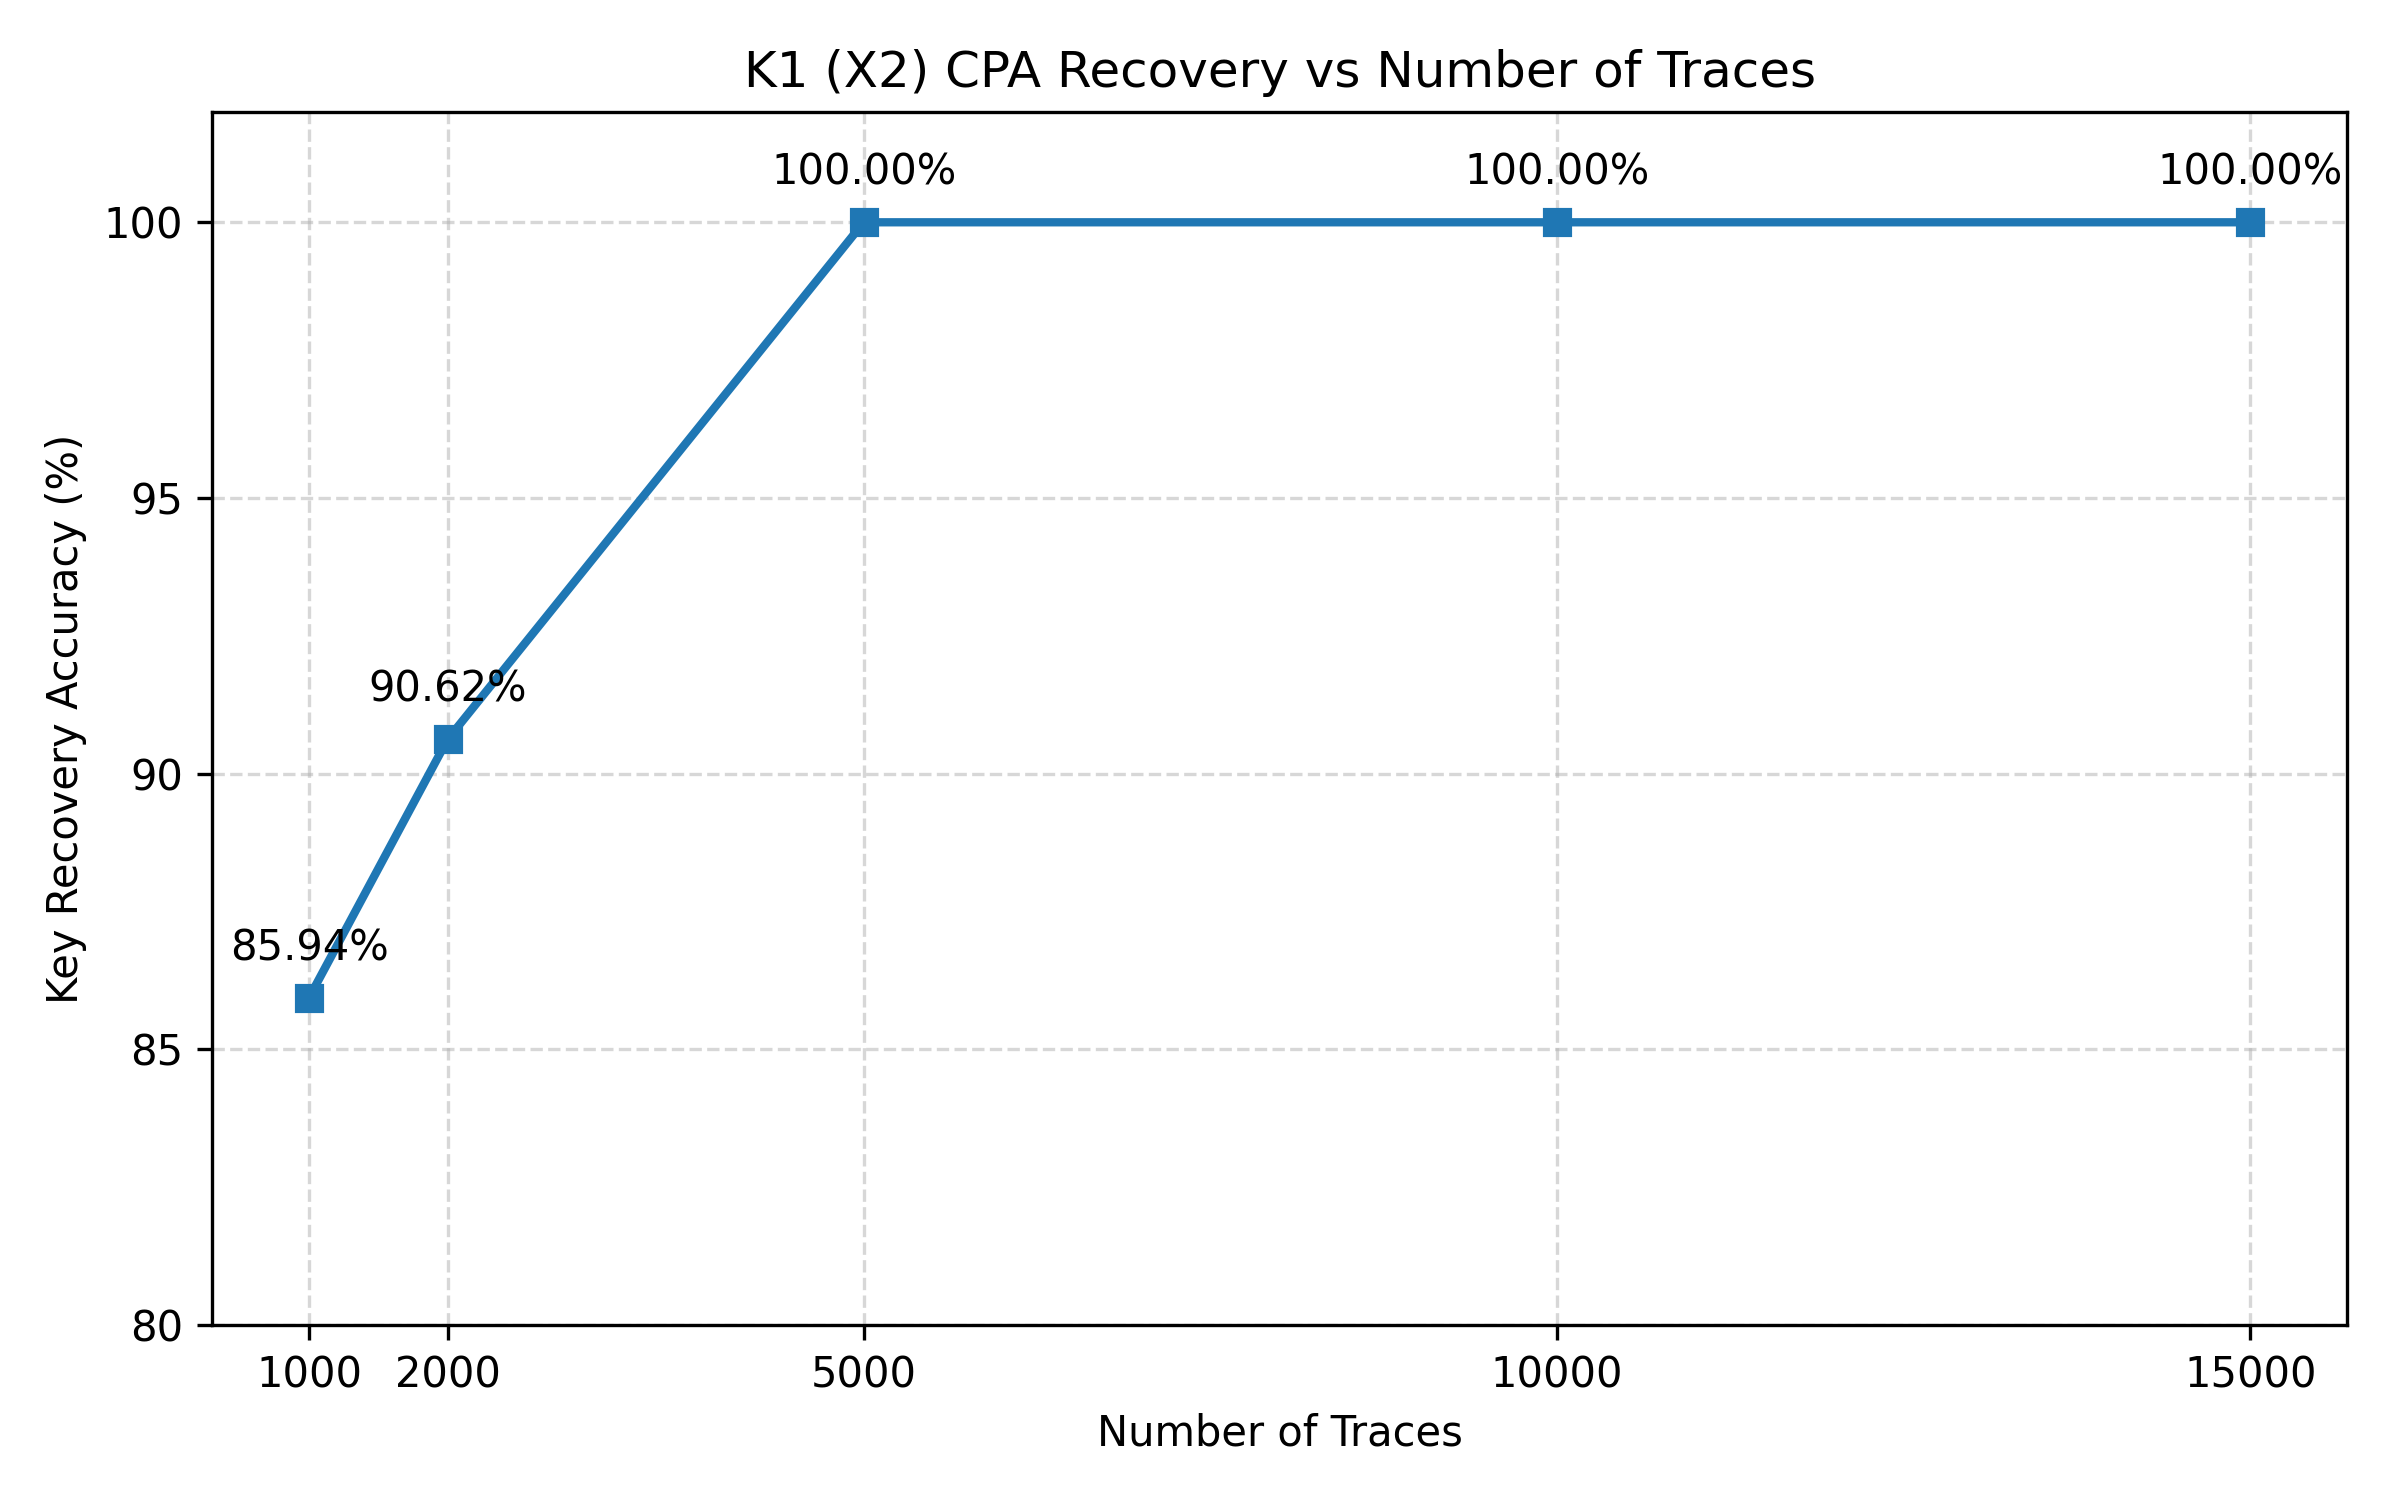 K1 (X2) CPA Recovery vs Number of Traces
100.00% 100.00% 100.00%
90.62%
85.94%
Key Recovery Accuracy (%)
100
95
90
85
80
1000 2000 5000 10000 15000
Number of Traces